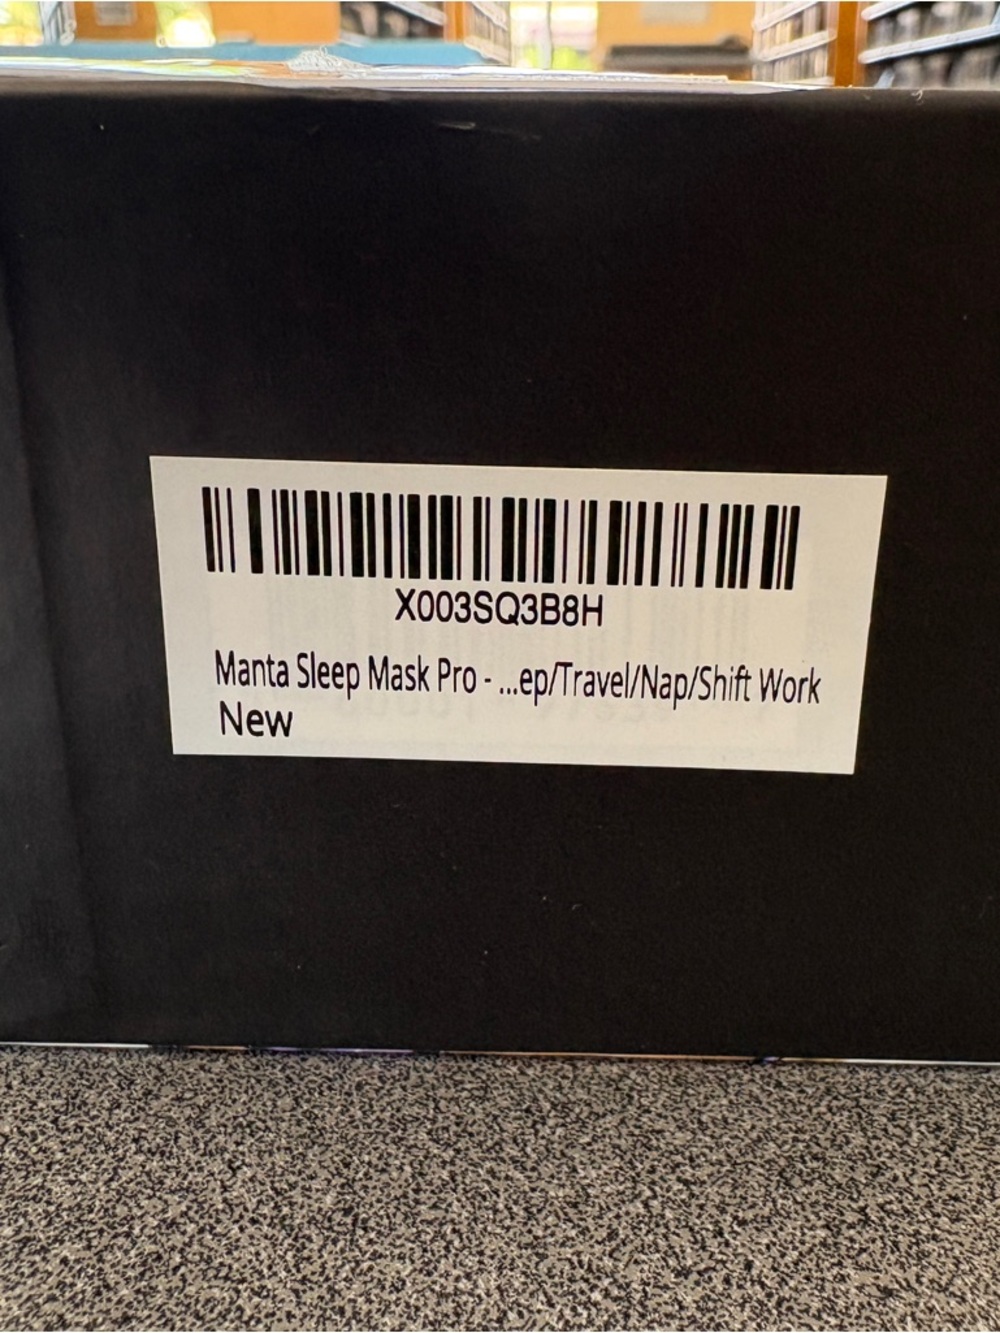 X003SQ3B8H
Manta Sleep Mask Pro - ...ep/Travel/Nap/Shift Work
New